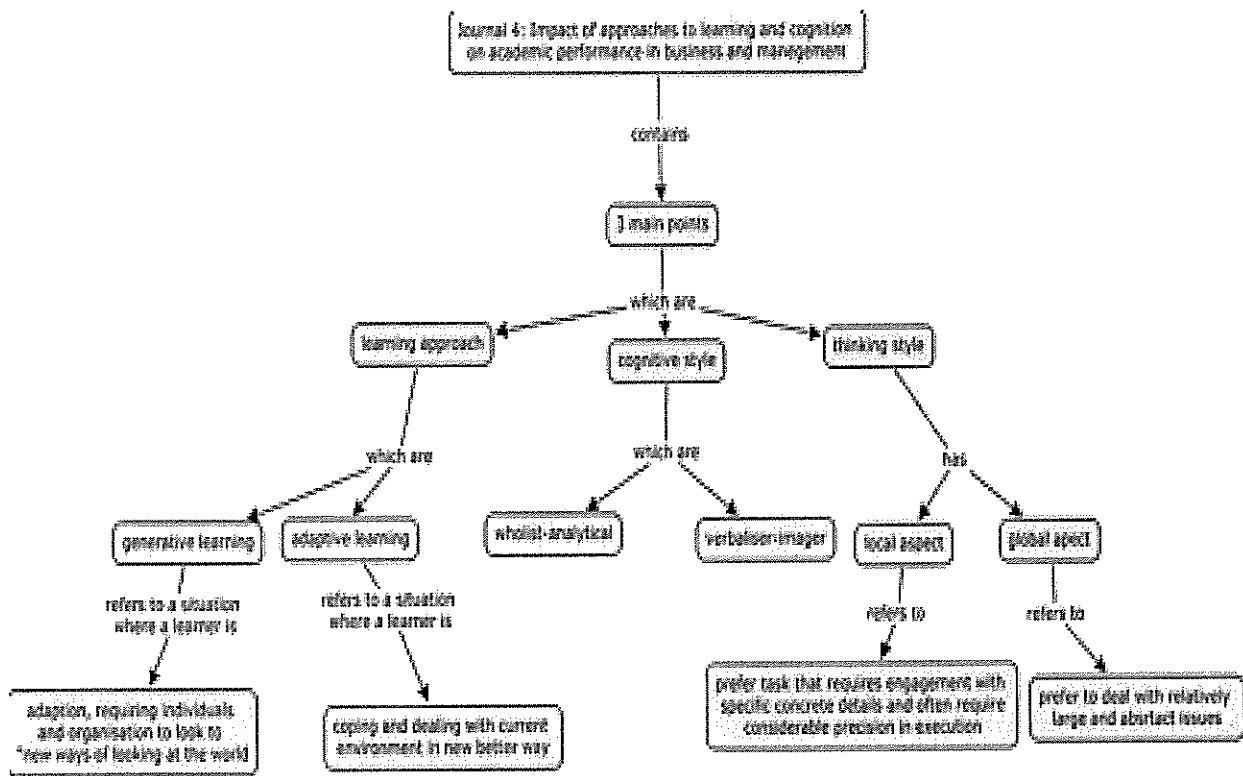 Journal 6: Impact of approaches to learning and cognition
on academic performance in business and management
contains
3 main points
which are
learning approach
cognitive style
thinking style
which are
which are
has
generative learning
adaptive learning
wholist-analytical
verbaliser-imager
local aspect
global apect
refers to a situation
where a learner is
refers to a situation
where a learner is
refers to
refers to
adaption, requiring individuals
and organisation to look to
"new ways of looking at the world
coping and dealing with current
environment in new better way
prefer task that requires engagement with
specific concrete details and often require
considerable precision in execution
prefer to deal with relatively
large and abstact issues